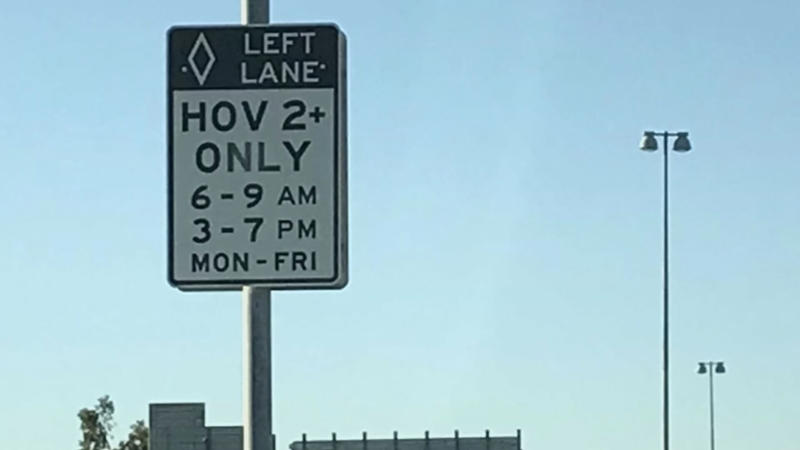 LEFT
LANE
HOV 2+
ONLY
6 - 9 AM
3 - 7 PM
MON - FRI